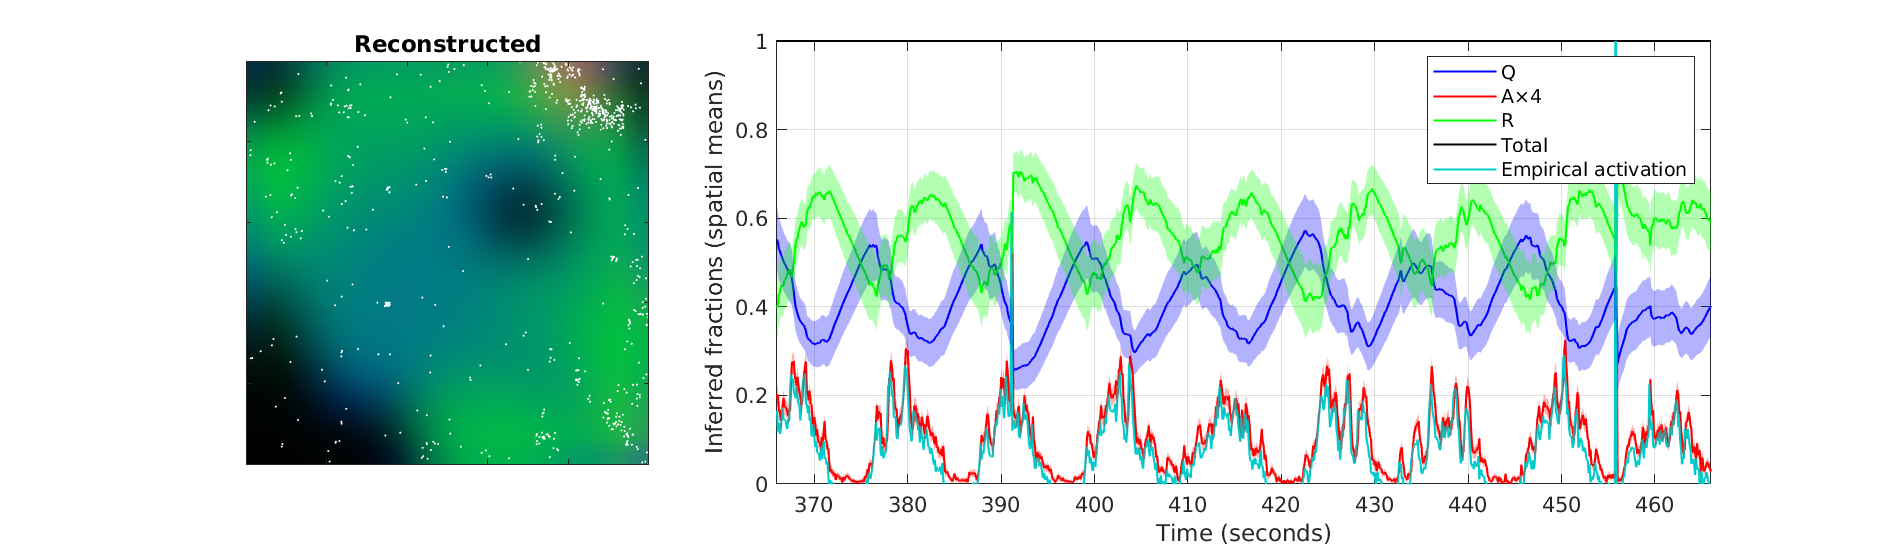 Reconstructed
Inferred fractions (spatial means)
1
0.8
0.6
0.4
0.2
0
Q
A×4
R
Total
Empirical activation
370 380 390 400 410 420 430 440 450 460
Time (seconds)